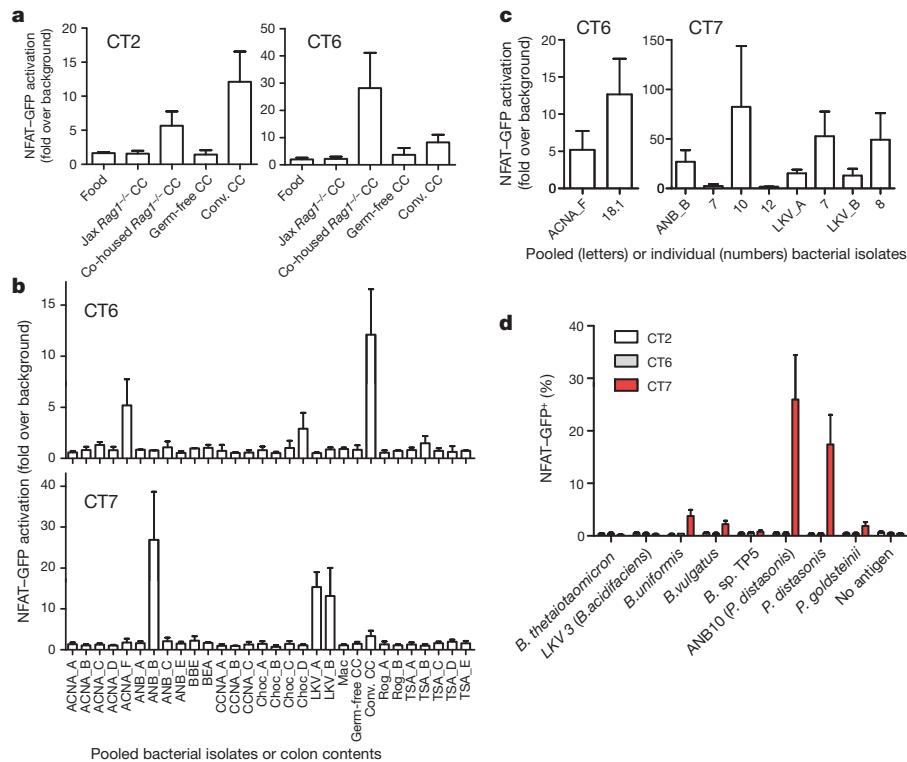 a
CT2
NFAT–GFP activation
(fold over background)
20
15
10
5
0
Food
Jax Rag1–/– CC
Co-housed Rag1–/– CC
Germ-free CC
Conv. CC
CT6
50
40
30
20
10
0
Food
Jax Rag1–/– CC
Co-housed Rag1–/– CC
Germ-free CC
Conv. CC
b
CT6
NFAT–GFP activation (fold over background)
15
10
5
0
CT7
40
30
20
10
0
ACNA_A
ACNA_B
ACNA_C
ACNA_D
ACNA_F
ANB_A
ANB_B
ANB_C
ANB_E
BBE
BEA
CCNA_A
CCNA_B
CCNA_C
Choc_A
Choc_B
Choc_C
Choc_D
LKV_A
LKV_B
Mac
Germ-free CC
Conv. CC
Rog_A
Rog_B
TSA_A
TSA_B
TSA_C
TSA_D
TSA_E
Pooled bacterial isolates or colon contents
c
CT6
NFAT–GFP activation
(fold over background)
20
15
10
5
0
ACNA_F
18.1
CT7
150
100
50
0
ANB_B
7
10
12
LKV_A
7
LKV_B
8
Pooled (letters) or individual (numbers) bacterial isolates
d
CT2
CT6
CT7
NFAT–GFP+ (%)
40
30
20
10
0
B. thetaiotaomicron
LKV 3 (B.acidifaciens)
B.uniformis
B.vulgatus
B. sp. TP5
ANB10 (P. distasonis)
P. distasonis
P. goldsteinii
No antigen